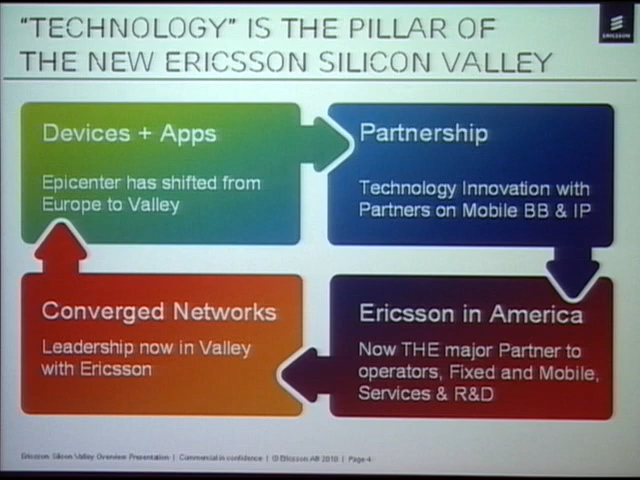 "TECHNOLOGY" IS THE PILLAR OF
THE NEW ERICSSON SILICON VALLEY
ERICSSON
Devices + Apps
Epicenter has shifted from
Europe to Valley
Partnership
Technology Innovation with
Partners on Mobile BB & IP
Ericsson in America
Now THE major Partner to
operators, Fixed and Mobile,
Services & R&D
Converged Networks
Leadership now in Valley
with Ericsson
Ericsson Silicon Valley Overview Presentation | Commercial in confidence | © Ericsson AB 2010 | Page 4